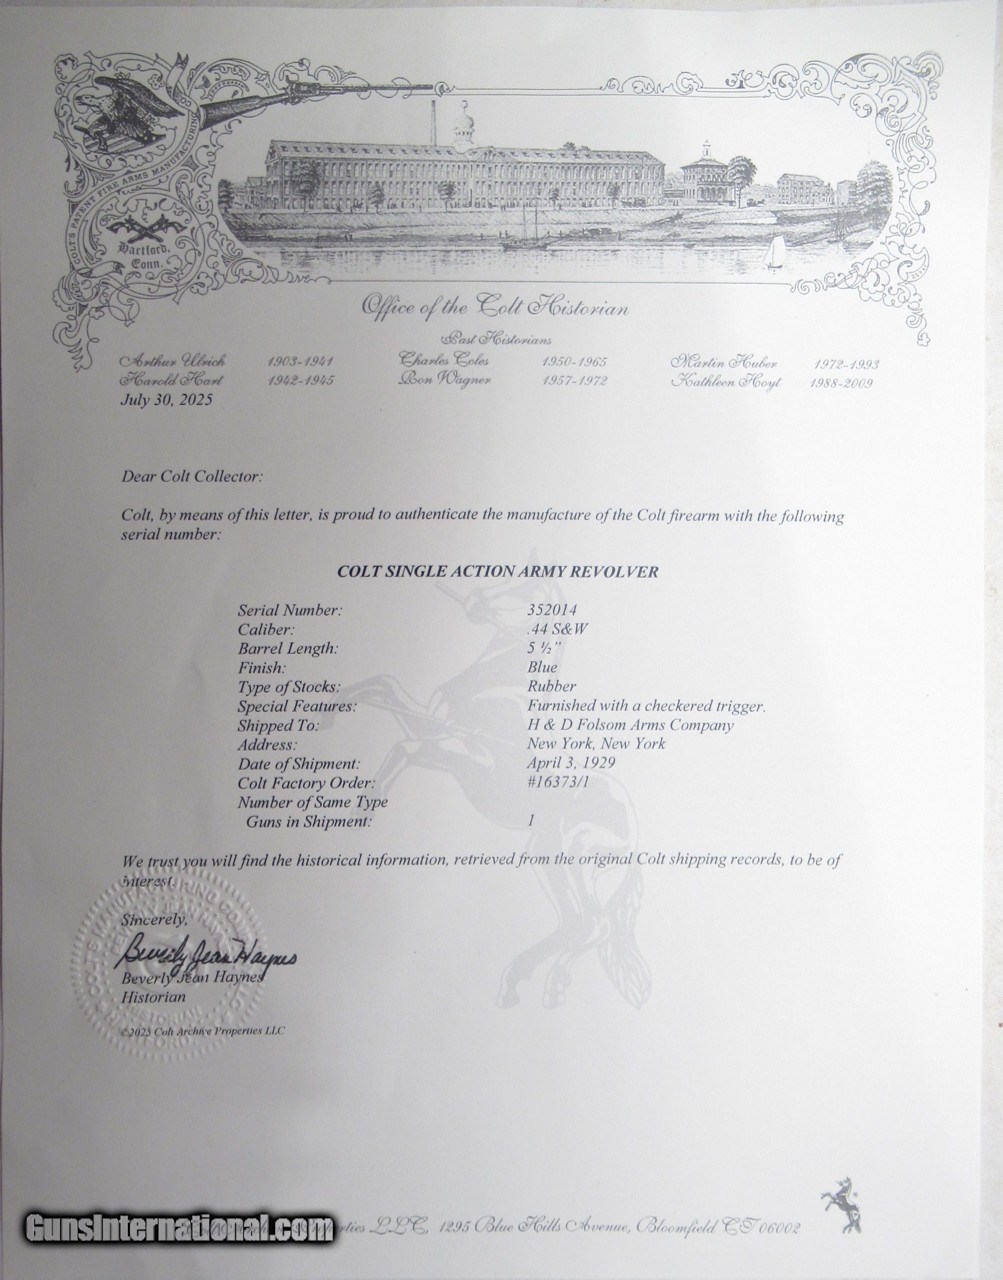 COLT'S PATENT FIRE ARMS MANUFACTURING CO
Hartford,
Conn.
Office of the Colt Historian
Past Historians
Arthur Ulrich 1903-1941 Charles Coles 1950-1965 Martin Huber 1972-1993
Harold Hart 1942-1945 Ron Wagner 1957-1972 Kathleen Hoyt 1988-2009
July 30, 2025
Dear Colt Collector:
Colt, by means of this letter, is proud to authenticate the manufacture of the Colt firearm with the following
serial number:
COLT SINGLE ACTION ARMY REVOLVER
Serial Number: 352014
Caliber: .44 S&W
Barrel Length: 5 ½"
Finish: Blue
Type of Stocks: Rubber
Special Features: Furnished with a checkered trigger.
Shipped To: H & D Folsom Arms Company
Address: New York, New York
Date of Shipment: April 3, 1929
Colt Factory Order: #16373/1
Number of Same Type
Guns in Shipment: 1
We trust you will find the historical information, retrieved from the original Colt shipping records, to be of
interest.
Sincerely,
Beverly Jean Haynes
Beverly Jean Haynes
Historian
©2025 Colt Archive Properties LLC
GunsInternational.com
LLC, 1295 Blue Hills Avenue, Bloomfield CT 06002